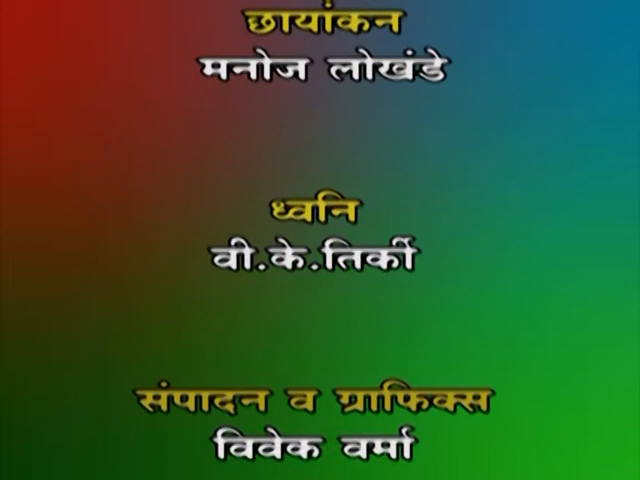 छायांकन
मनोज लोखंडे
ध्वनि
वी.के.तिर्की
संपादन व ग्राफिक्स
विवेक वर्मा